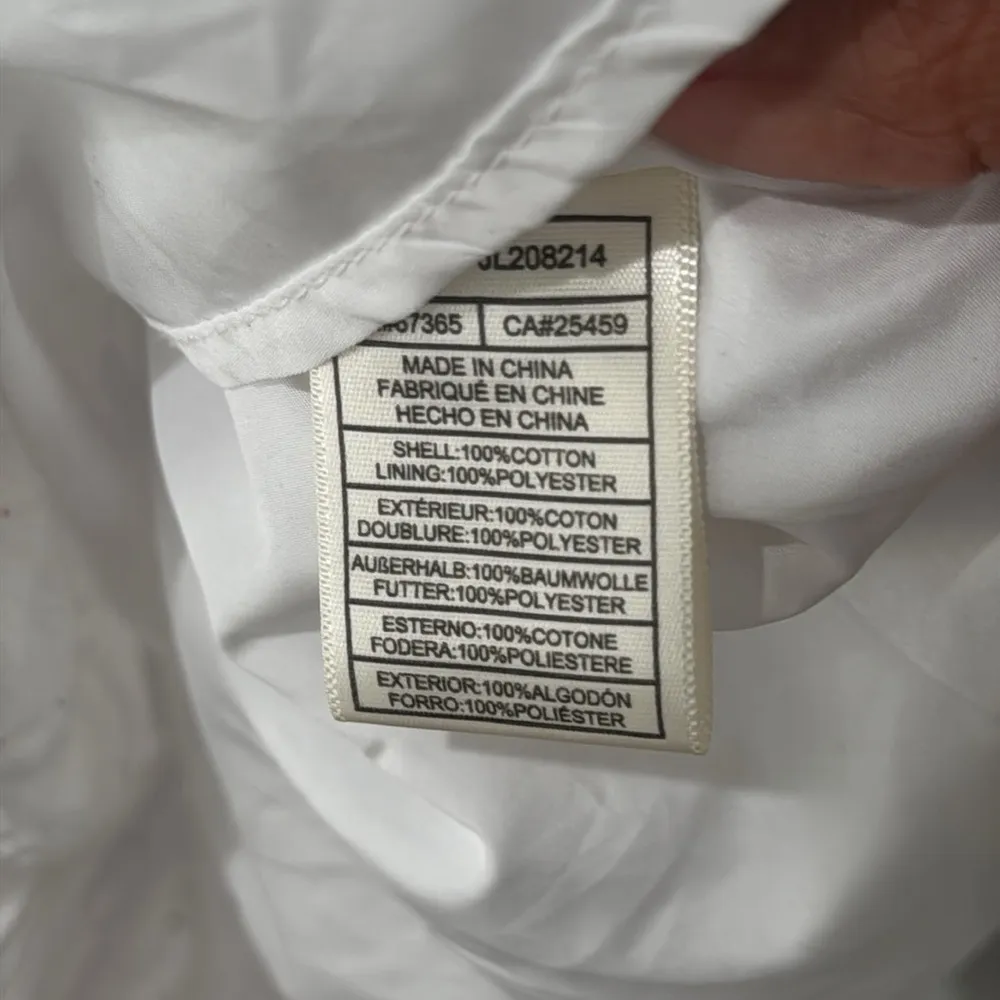 JL208214
67365 CA#25459
MADE IN CHINA
FABRIQUÉ EN CHINE
HECHO EN CHINA
SHELL:100%COTTON
LINING:100%POLYESTER
EXTÉRIEUR:100%COTON
DOUBLURE:100%POLYESTER
AUßERHALB:100%BAUMWOLLE
FUTTER:100%POLYESTER
ESTERNO:100%COTONE
FODERA:100%POLIESTERE
EXTERIOR:100%ALGODÓN
FORRO:100%POLIÉSTER